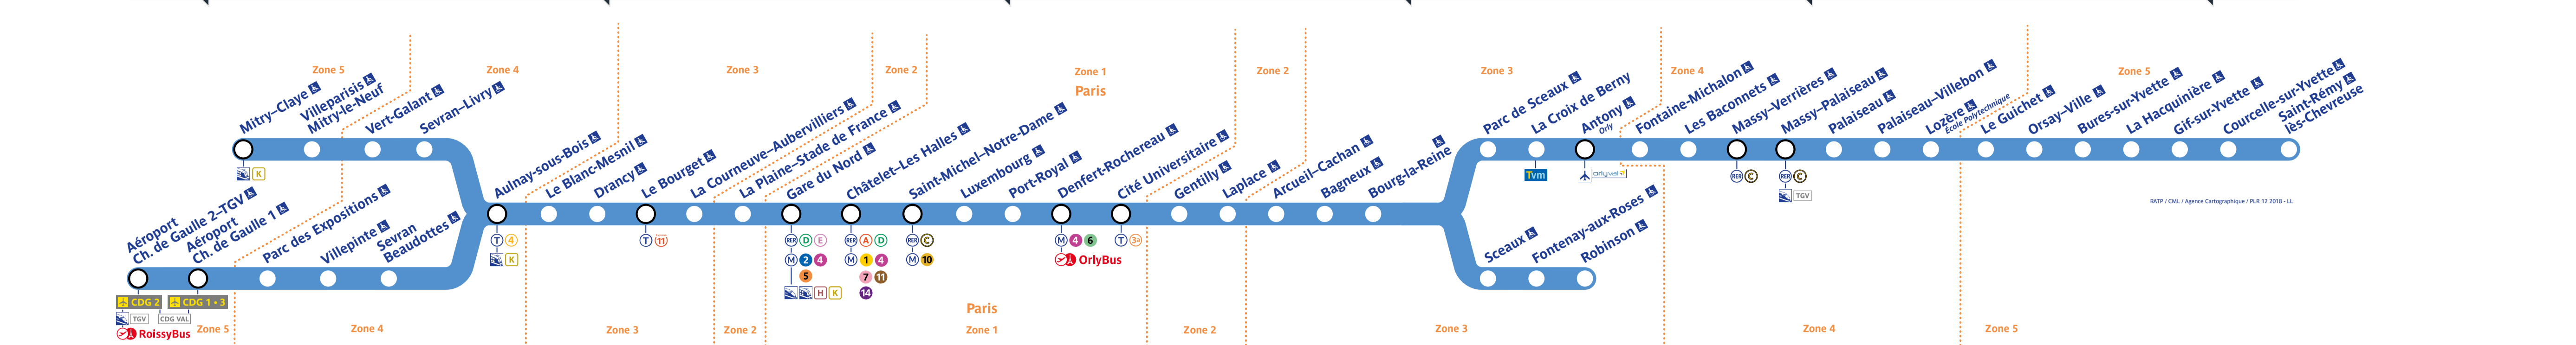 Zone 5
Zone 4
Zone 3
Zone 2
Zone 1
Paris
Zone 2
Zone 3
Zone 4
Zone 5
Mitry–Claye
Villeparisis
Mitry-le-Neuf
Vert-Galant
Sevran–Livry
K
Aéroport
Ch. de Gaulle 2–TGV
Aéroport
Ch. de Gaulle 1
Parc des Expositions
Villepinte
Sevran
Beaudottes
CDG 2
CDG 1 • 3
TGV
CDG VAL
RoissyBus
Aulnay-sous-Bois
T 4
K
Le Blanc-Mesnil
Drancy
Le Bourget
T 11
La Courneuve–Aubervilliers
La Plaine–Stade de France
Gare du Nord
RER D E
M 2 4
5
H K
Châtelet–Les Halles
RER A D
M 1 4
7 11
14
Saint-Michel–Notre-Dame
RER C
M 10
Luxembourg
Port-Royal
Denfert-Rochereau
M 4 6
OrlyBus
Cité Universitaire
T 3a
Gentilly
Laplace
Arcueil–Cachan
Bagneux
Bourg-la-Reine
Parc de Sceaux
La Croix de Berny
Tvm
Antony
Orly
orlyval
Fontaine-Michalon
Les Baconnets
Massy–Verrières
RER C
Massy–Palaiseau
RER C
TGV
Palaiseau
Palaiseau–Villebon
Lozère
École Polytechnique
Le Guichet
Orsay–Ville
Bures-sur-Yvette
La Hacquinière
Gif-sur-Yvette
Courcelle-sur-Yvette
Saint-Rémy
lès-Chevreuse
Sceaux
Fontenay-aux-Roses
Robinson
RATP / CML / Agence Cartographique / PLR 12 2018 - LL
Zone 5
Zone 4
Zone 3
Zone 2
Paris
Zone 1
Zone 2
Zone 3
Zone 4
Zone 5